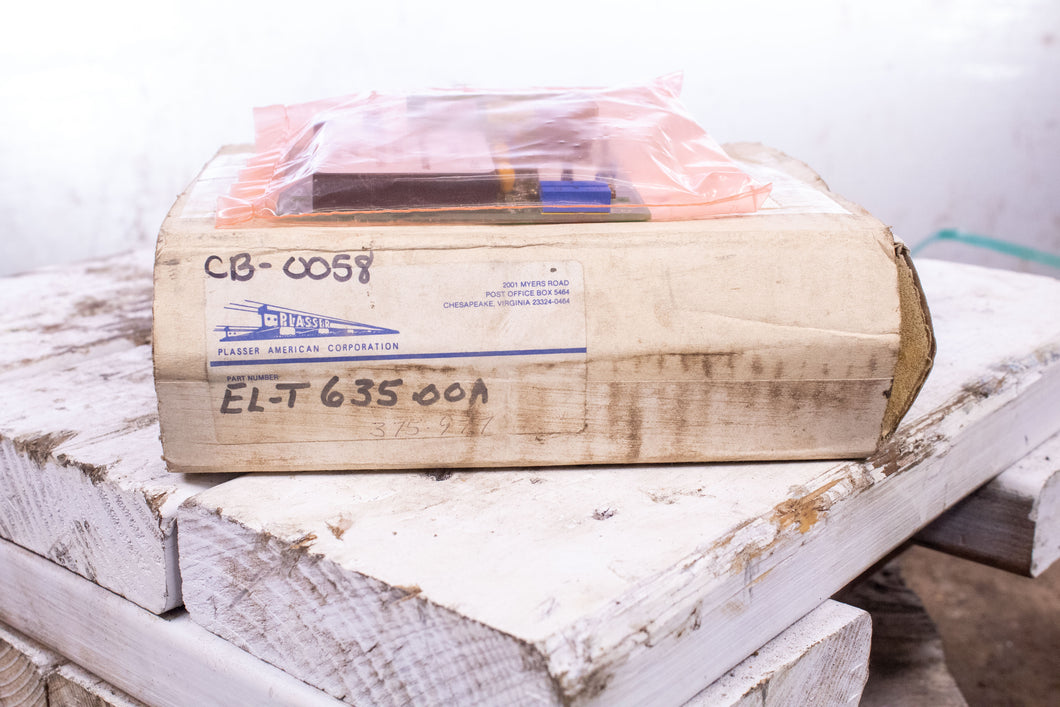 CB-0058
2001 MYERS ROAD
POST OFFICE BOX 5464
CHESAPEAKE, VIRGINIA 23324-0464
PLASSER
PLASSER AMERICAN CORPORATION
PART NUMBER
EL-T 635.00A